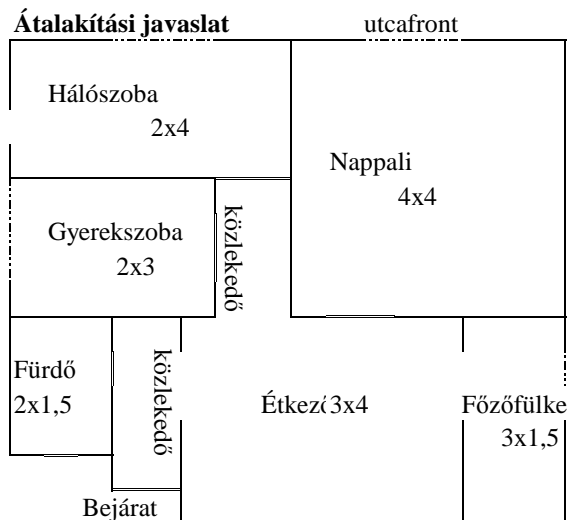 Átalakítási javaslat utcafront
Hálószoba
2x4
Nappali
4x4
Gyerekszoba
2x3
közlekedő
Fürdő
2x1,5
közlekedő
Étkező 3x4
Főzőfülke
3x1,5
Bejárat